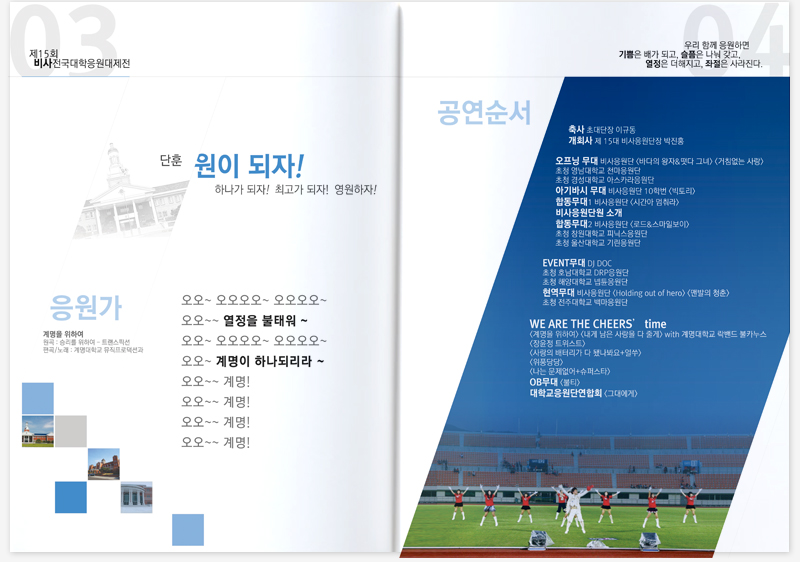 03
제15회
비사전국대학응원대제전
단훈 원이 되자!
하나가 되자! 최고가 되자! 영원하자!
응원가
계명을 위하여
원곡 : 승리를 위하여 - 트랜스픽션
편곡/노래 : 계명대학교 뮤직프로덕션과
오오~ 오오오오~ 오오오오~
오오~~ 열정을 불태워 ~
오오~ 오오오오~ 오오오오~
오오~ 계명이 하나되리라 ~
오오~~ 계명!
오오~~ 계명!
오오~~ 계명!
오오~~ 계명!
04
우리 함께 응원하면
기쁨은 배가 되고, 슬픔은 나눠 갖고,
열정은 더해지고, 좌절은 사라진다.
공연순서
축사 초대단장 이규동
개회사 제 15대 비사응원단장 박진홍
오프닝 무대 비사응원단 <바다의 왕자&떳다 그녀> <거침없는 사랑>
초청 영남대학교 천마응원단
초청 경성대학교 아스카라응원단
아기바시 무대 비사응원단 10학번 <빅토리>
합동무대1 비사응원단 <시간아 멈춰라>
비사응원단원 소개
합동무대2 비사응원단 <로드&스마일보이>
초청 창원대학교 피닉스응원단
초청 울산대학교 기린응원단
EVENT무대 DJ DOC
초청 호남대학교 DRP응원단
초청 해양대학교 넵튠응원단
현역무대 비사응원단 <Holding out of hero> <맨발의 청춘>
초청 전주대학교 백마응원단
WE ARE THE CHEERS' time
<계명을 위하여> <내게 남은 사랑을 다 줄게> with 계명대학교 락밴드 불카누스
<정윤정 트위스트>
<사랑의 배터리가 다 됐나봐요+얼쑤>
<위풍당당>
<나는 문제없어+슈퍼스타>
OB무대 <불티>
대학교응원단연합회 <그대에게>